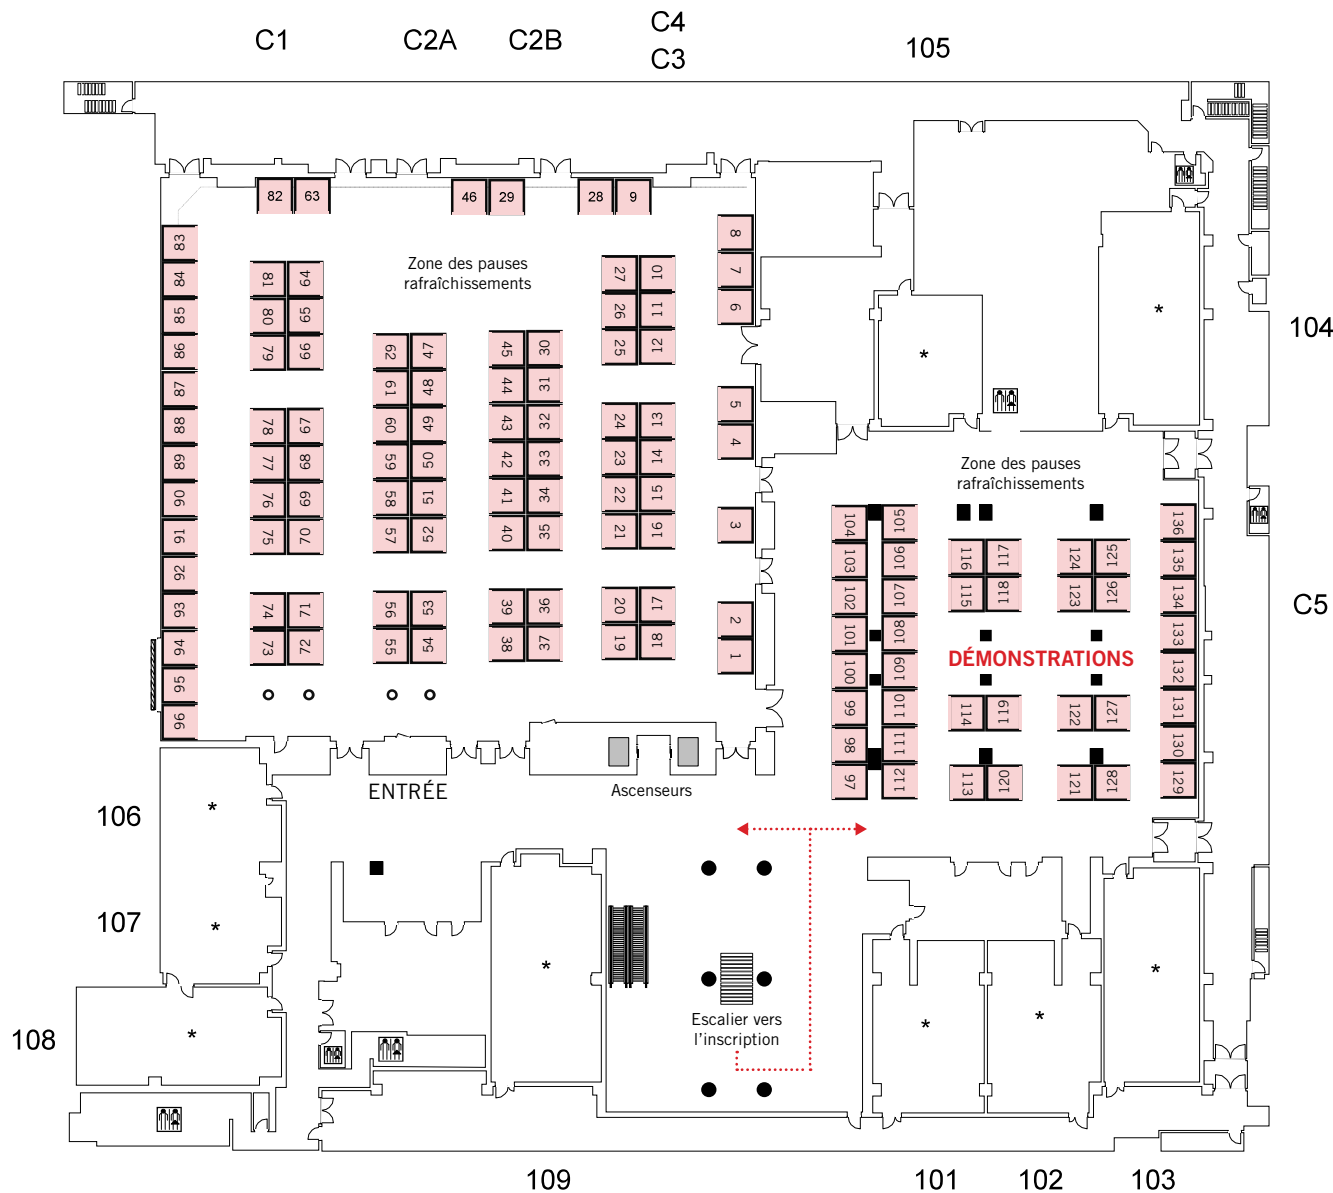 C1 C2A C2B C4 105
C3
82 63 46 29 28 9
83 8
84 81 64 Zone des pauses 27 10 7
rafraîchissements
85 80 65 26 11 6
86 79 66 62 47 45 30 25 12
104
87 61 48 44 31 5
88 78 67 60 49 43 32 24 13 4
89 77 68 59 50 42 33 23 14
Zone des pauses
rafraîchissements
90 76 69 58 51 41 34 22 15
91 75 70 57 52 40 35 21 16 3
104 105 136
92 103 106 116 117 124 125 135
93 74 71 56 53 39 36 20 17 2
102 107 115 118 123 126 134
C5
94 73 72 55 54 38 37 19 18 1
101 108 133
DÉMONSTRATIONS
95 100 109 132
96 99 110 114 119 122 127 131
98 111 130
97 112 113 120 121 128 129
ENTRÉE
Ascenseurs
106 *
107 *
108 *
*
*
*
Escalier vers
l'inscription
*
*
*
109 101 102 103